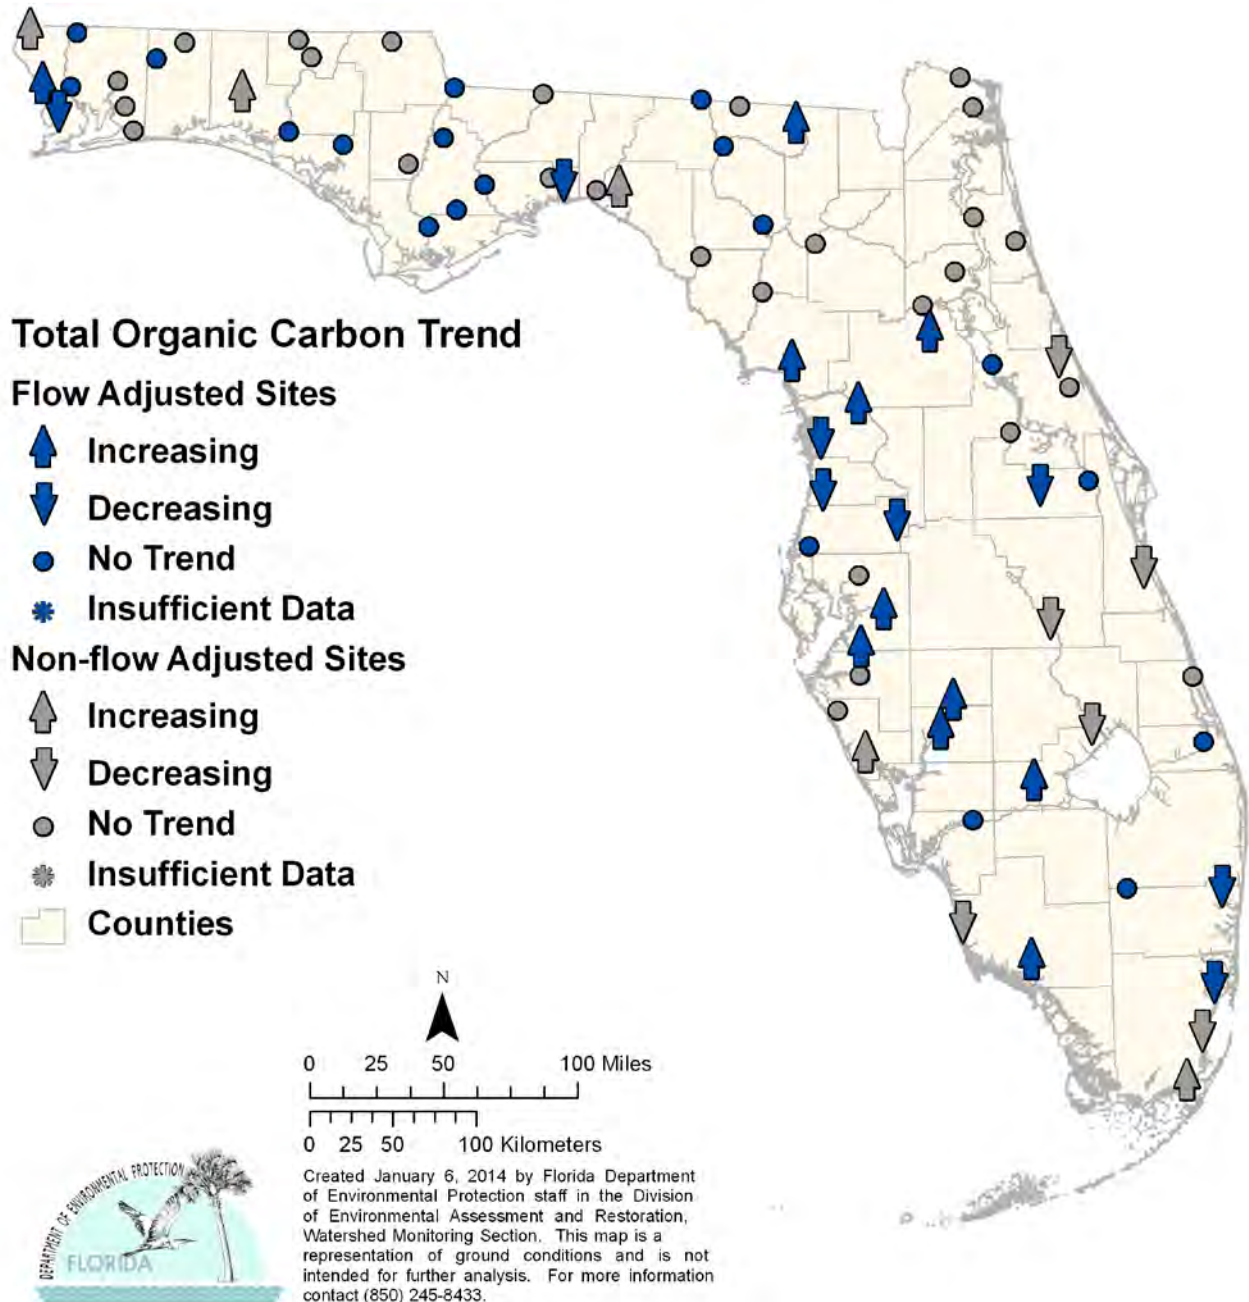 Total Organic Carbon Trend
Flow Adjusted Sites
Increasing
Decreasing
No Trend
Insufficient Data
Non-flow Adjusted Sites
Increasing
Decreasing
No Trend
Insufficient Data
Counties
N
0 25 50 100 Miles
0 25 50 100 Kilometers
Created January 6, 2014 by Florida Department
of Environmental Protection staff in the Division
of Environmental Assessment and Restoration,
Watershed Monitoring Section. This map is a
representation of ground conditions and is not
intended for further analysis. For more information
contact (850) 245-8433.
DEPARTMENT OF ENVIRONMENTAL PROTECTION
FLORIDA